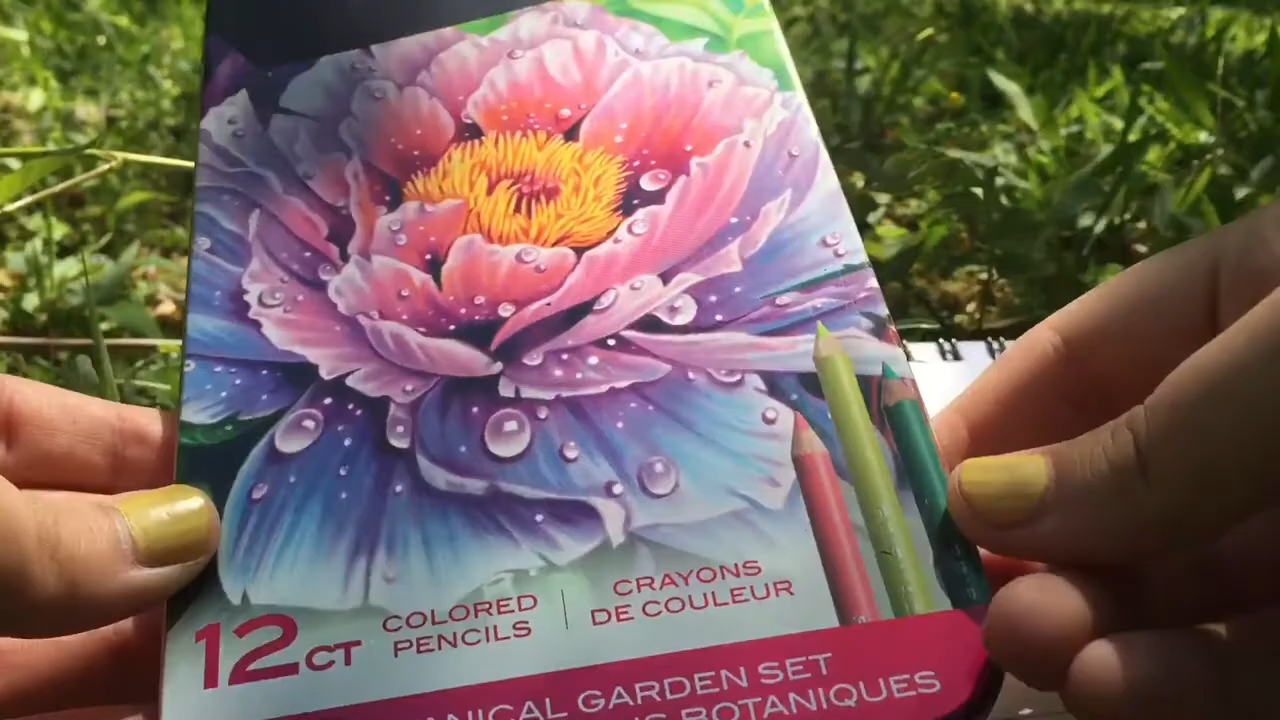 12CT
COLORED
PENCILS
CRAYONS
DE COULEUR
GARDEN SET
BOTANIQUES